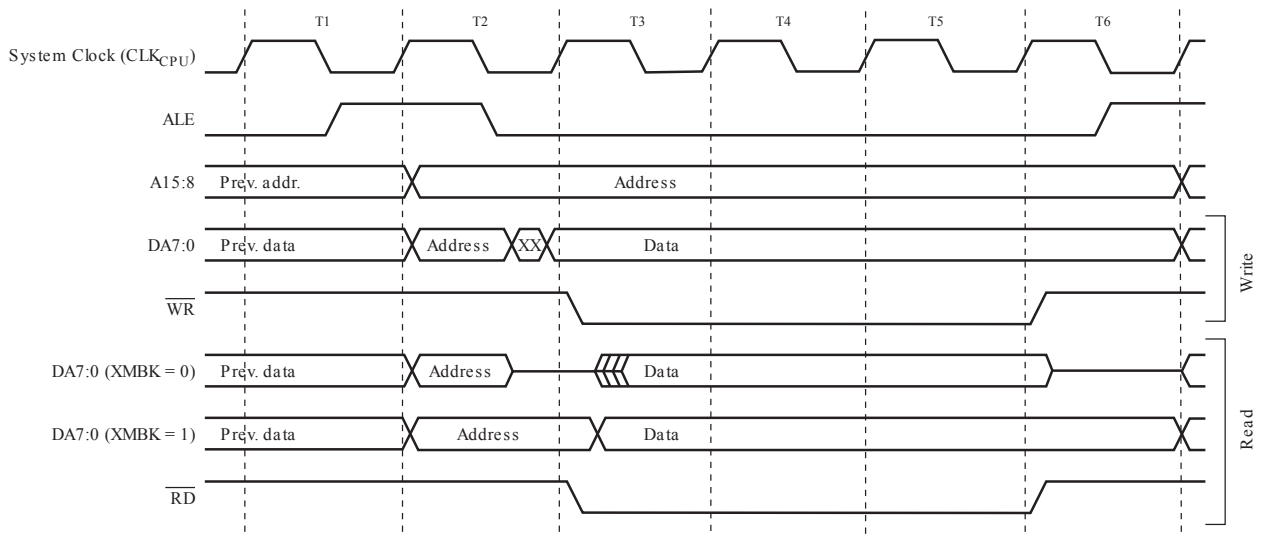 T1 T2 T3 T4 T5 T6
System Clock (CLKCPU)
ALE
A15:8 Prev. addr. Address
DA7:0 Prev. data Address XX Data
WR
Write
DA7:0 (XMBK = 0) Prev. data Address Data
DA7:0 (XMBK = 1) Prev. data Address Data
RD
Read